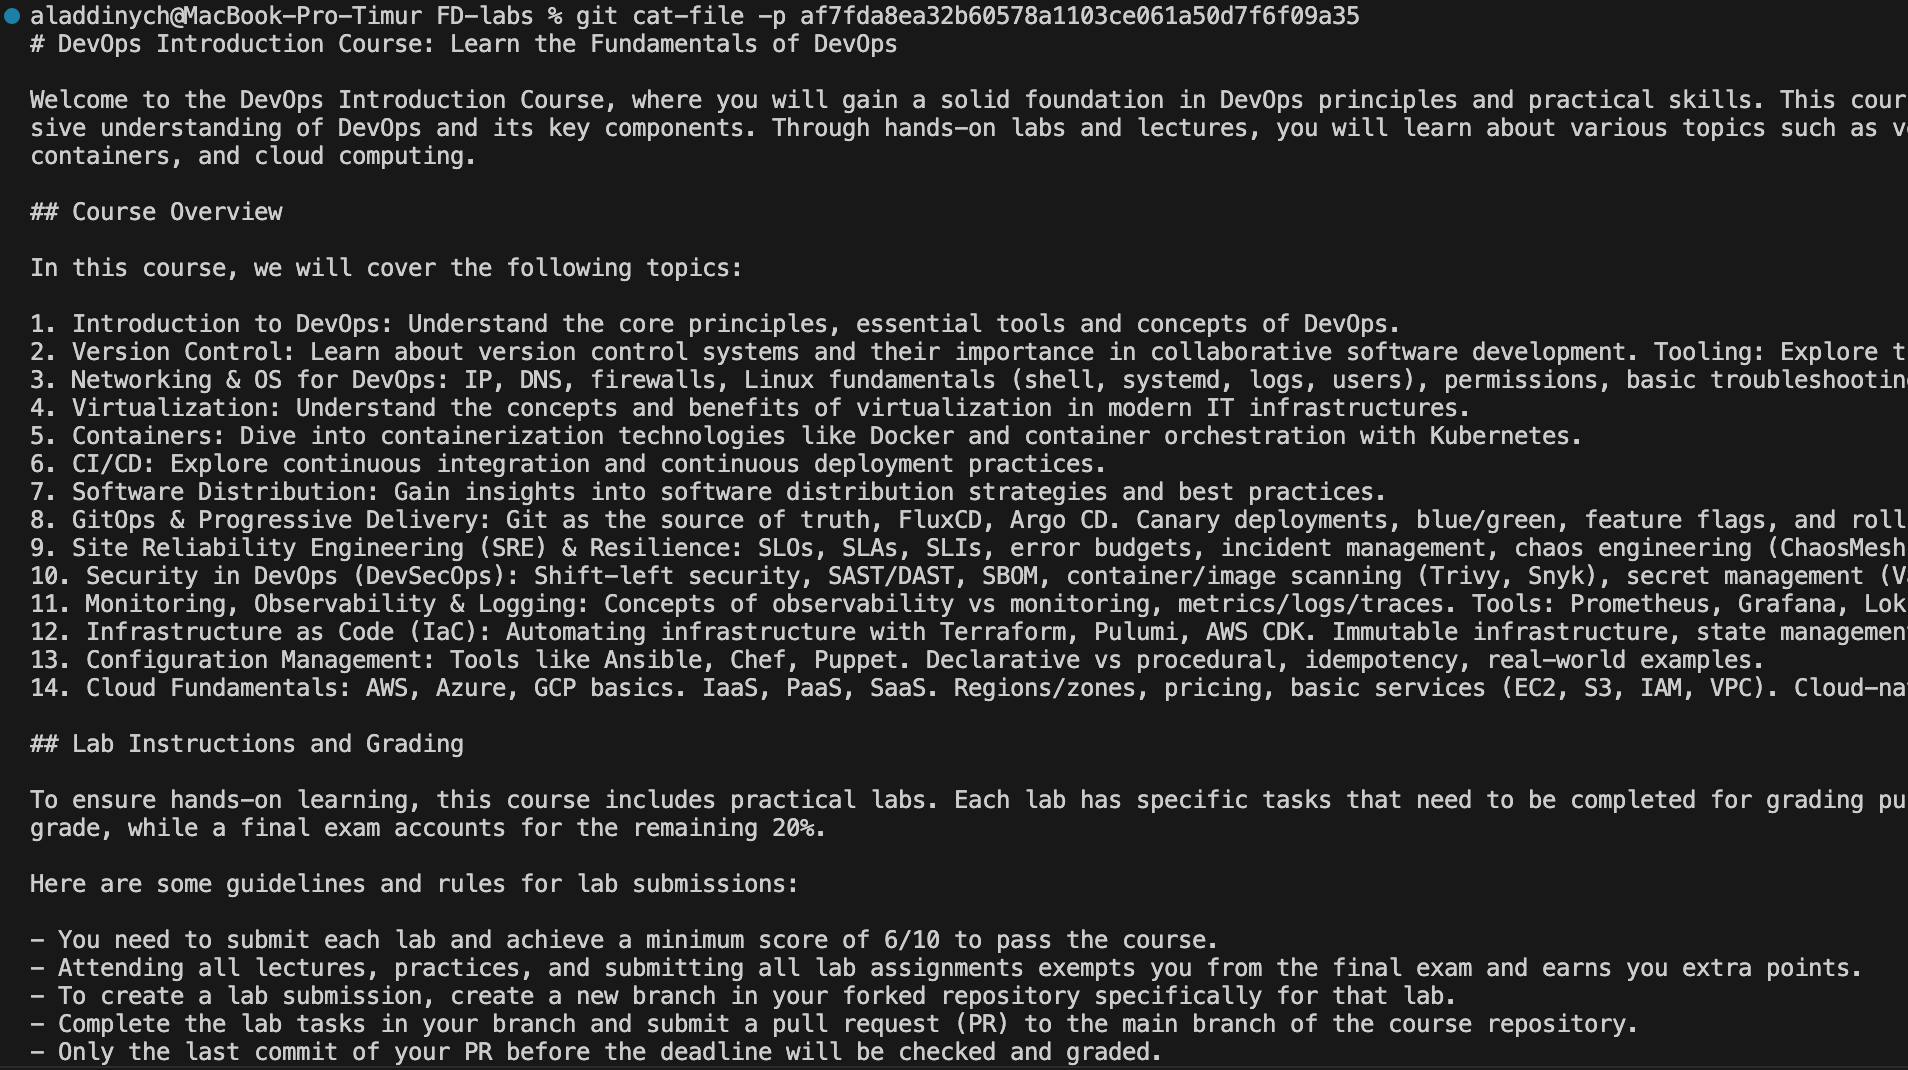 aladdinych@MacBook-Pro-Timur FD-labs % git cat-file -p af7fda8ea32b60578a1103ce061a50d7f6f09a35
# DevOps Introduction Course: Learn the Fundamentals of DevOps
Welcome to the DevOps Introduction Course, where you will gain a solid foundation in DevOps principles and practical skills. This cour
sive understanding of DevOps and its key components. Through hands-on labs and lectures, you will learn about various topics such as v
containers, and cloud computing.
## Course Overview
In this course, we will cover the following topics:
1. Introduction to DevOps: Understand the core principles, essential tools and concepts of DevOps.
2. Version Control: Learn about version control systems and their importance in collaborative software development. Tooling: Explore t
3. Networking & OS for DevOps: IP, DNS, firewalls, Linux fundamentals (shell, systemd, logs, users), permissions, basic troubleshootin
4. Virtualization: Understand the concepts and benefits of virtualization in modern IT infrastructures.
5. Containers: Dive into containerization technologies like Docker and container orchestration with Kubernetes.
6. CI/CD: Explore continuous integration and continuous deployment practices.
7. Software Distribution: Gain insights into software distribution strategies and best practices.
8. GitOps & Progressive Delivery: Git as the source of truth, FluxCD, Argo CD. Canary deployments, blue/green, feature flags, and roll
9. Site Reliability Engineering (SRE) & Resilience: SLOs, SLAs, SLIs, error budgets, incident management, chaos engineering (ChaosMesh
10. Security in DevOps (DevSecOps): Shift-left security, SAST/DAST, SBOM, container/image scanning (Trivy, Snyk), secret management (V
11. Monitoring, Observability & Logging: Concepts of observability vs monitoring, metrics/logs/traces. Tools: Prometheus, Grafana, Lok
12. Infrastructure as Code (IaC): Automating infrastructure with Terraform, Pulumi, AWS CDK. Immutable infrastructure, state managemen
13. Configuration Management: Tools like Ansible, Chef, Puppet. Declarative vs procedural, idempotency, real-world examples.
14. Cloud Fundamentals: AWS, Azure, GCP basics. IaaS, PaaS, SaaS. Regions/zones, pricing, basic services (EC2, S3, IAM, VPC). Cloud-na
## Lab Instructions and Grading
To ensure hands-on learning, this course includes practical labs. Each lab has specific tasks that need to be completed for grading pu
grade, while a final exam accounts for the remaining 20%.
Here are some guidelines and rules for lab submissions:
- You need to submit each lab and achieve a minimum score of 6/10 to pass the course.
- Attending all lectures, practices, and submitting all lab assignments exempts you from the final exam and earns you extra points.
- To create a lab submission, create a new branch in your forked repository specifically for that lab.
- Complete the lab tasks in your branch and submit a pull request (PR) to the main branch of the course repository.
- Only the last commit of your PR before the deadline will be checked and graded.